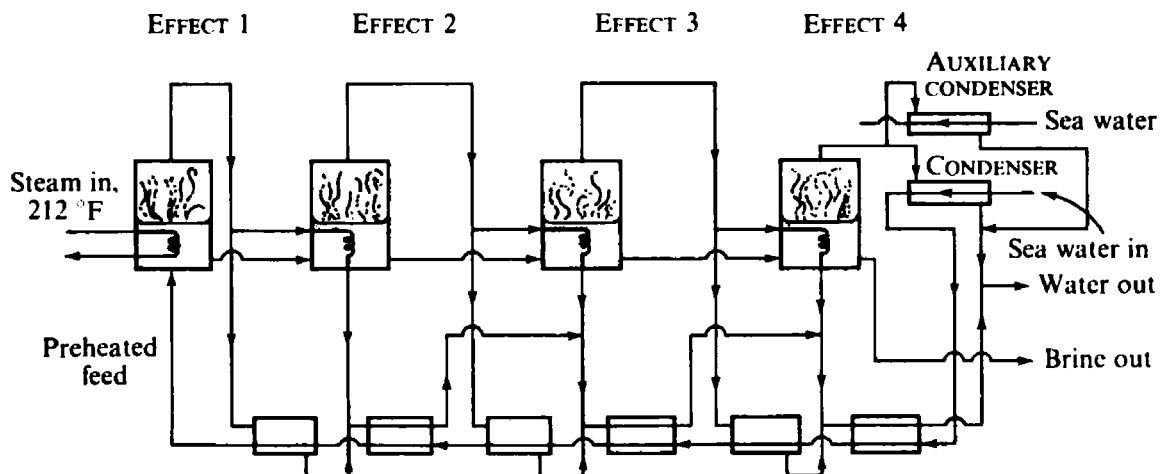 EFFECT 1
EFFECT 2
EFFECT 3
EFFECT 4
AUXILIARY
CONDENSER
Sea water
CONDENSER
Steam in,
212 °F
Sea water in
Water out
Preheated
feed
Brine out